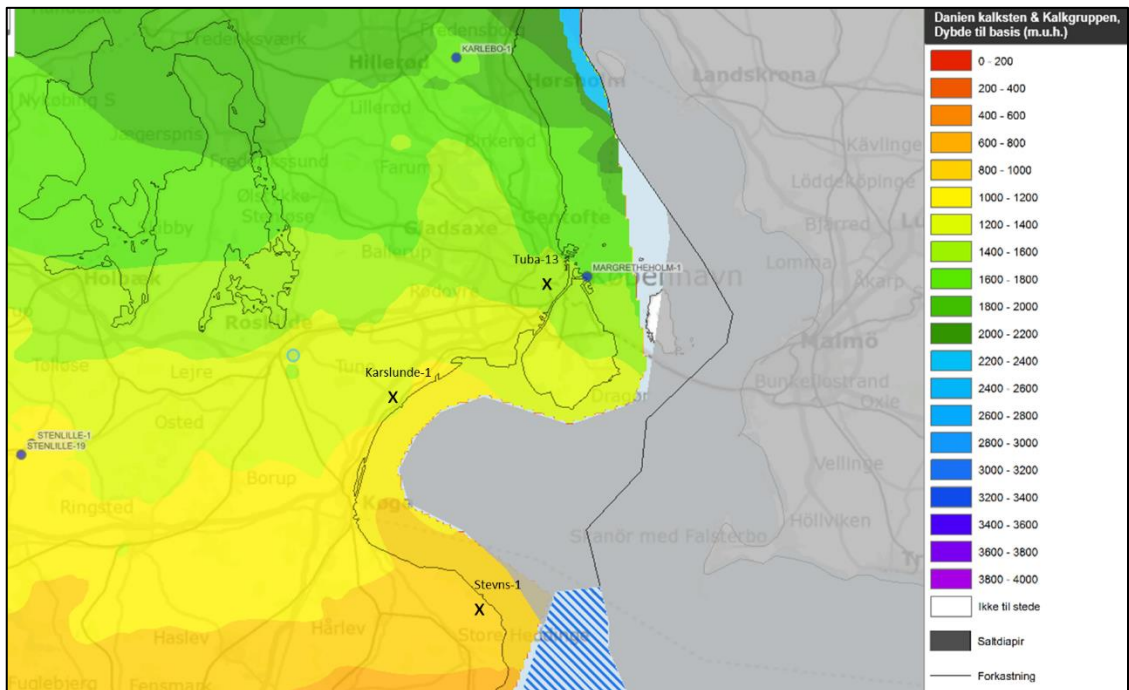 Hundested
Frederiksværk
Fredensborg
KARLEBO-1
Hillerød
Hørsholm
Landskrona
Nykøbing S
Lillerød
Jægerspris
Birkerød
Kävlinge
Frederikssund
Farum
Ølstykke-
Stenløse
Löddeköpinge
Gentofte
Bjärred
Gladsaxe
Ballerup
Tuba-13
MARGRETHEHOLM-1
København
Lomma
Holbæk
Åkarp
Rødovre
Roskilde
Malmö
Tølløse
Lejre
Tune
Karslunde-1
Bunkeflostrand
Oxie
Dragør
Osted
STENLILLE-1
STENLILLE-19
Vellinge
Borup
Ringsted
Køge
Höllviken
Skanör med Falsterbo
Stevns-1
Haslev
Hårlev
Store Heddinge
Fuglebjerg
Fensmark
X
X
X
Danien kalksten & Kalkgruppen,
Dybde til basis (m.u.h.)
0 - 200
200 - 400
400 - 600
600 - 800
800 - 1000
1000 - 1200
1200 - 1400
1400 - 1600
1600 - 1800
1800 - 2000
2000 - 2200
2200 - 2400
2400 - 2600
2600 - 2800
2800 - 3000
3000 - 3200
3200 - 3400
3400 - 3600
3600 - 3800
3800 - 4000
Ikke til stede
Saltdiapir
Forkastning